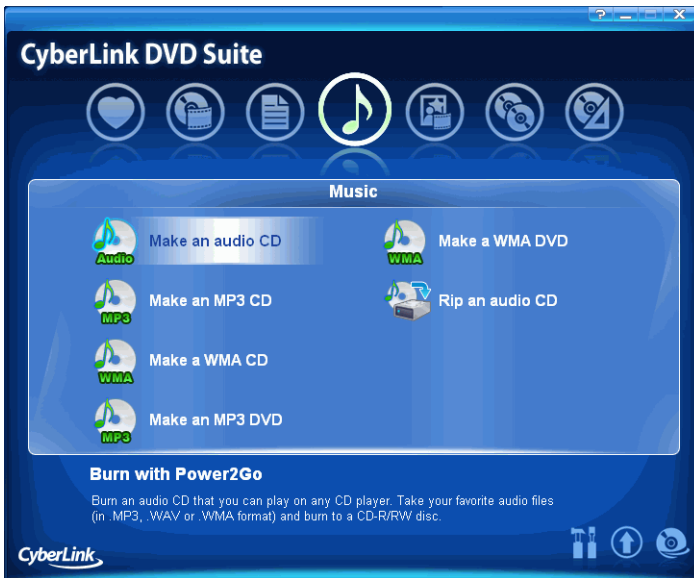 CyberLink DVD Suite
Music
Audio
Make an audio CD
WMA
Make a WMA DVD
MP3
Make an MP3 CD
Rip an audio CD
WMA
Make a WMA CD
MP3
Make an MP3 DVD
Burn with Power2Go
Burn an audio CD that you can play on any CD player. Take your favorite audio files
(in .MP3, .WAV or .WMA format) and burn to a CD-R/RW disc.
CyberLink